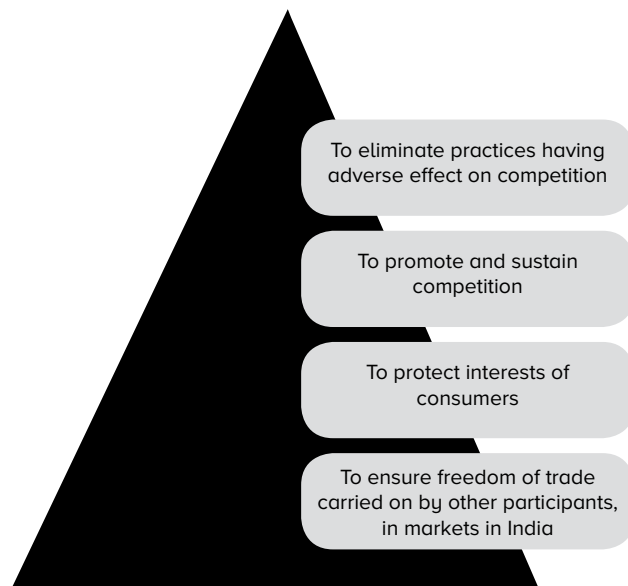 To eliminate practices having
adverse effect on competition
To promote and sustain
competition
To protect interests of
consumers
To ensure freedom of trade
carried on by other participants,
in markets in India